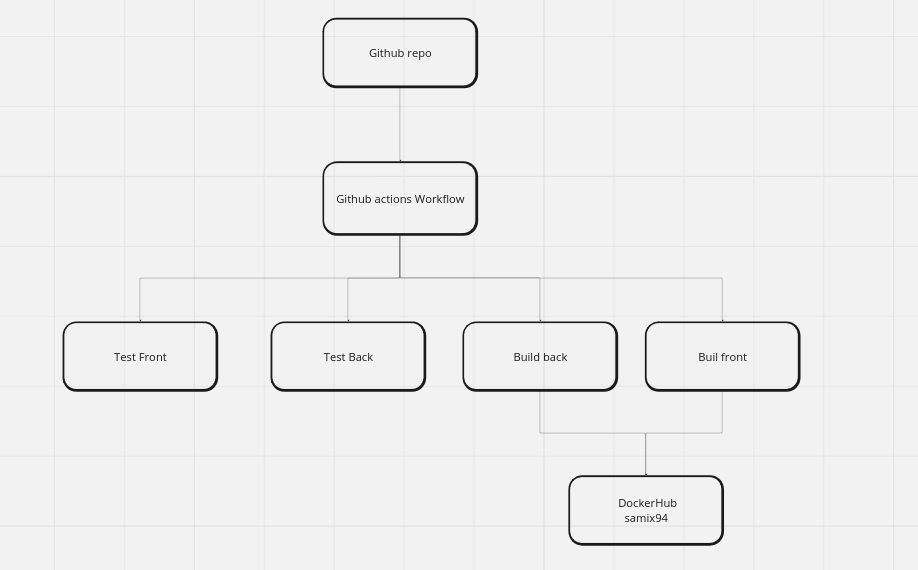 Github repo
Github actions Workflow
Test Front
Test Back
Build back
Buil front
DockerHub
samix94